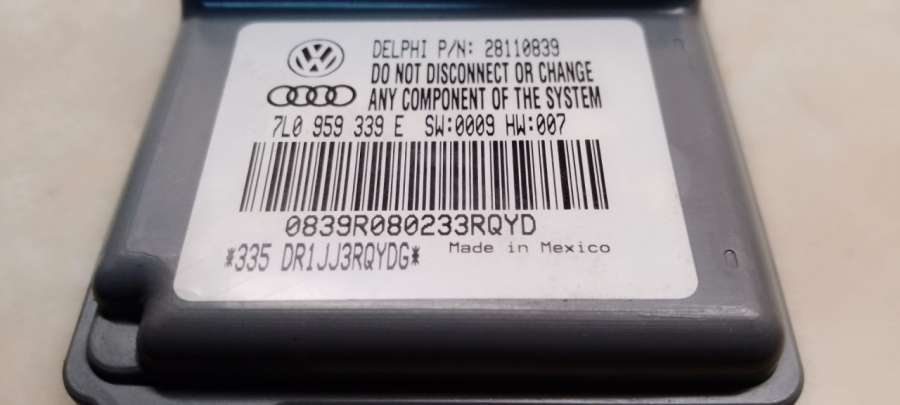 DELPHI P/N: 28110839
DO NOT DISCONNECT OR CHANGE
ANY COMPONENT OF THE SYSTEM
7L0 959 339 E SW:0009 HW:007
0839R080233RQYD
*335 DR1JJ3RQYDG*
Made in Mexico